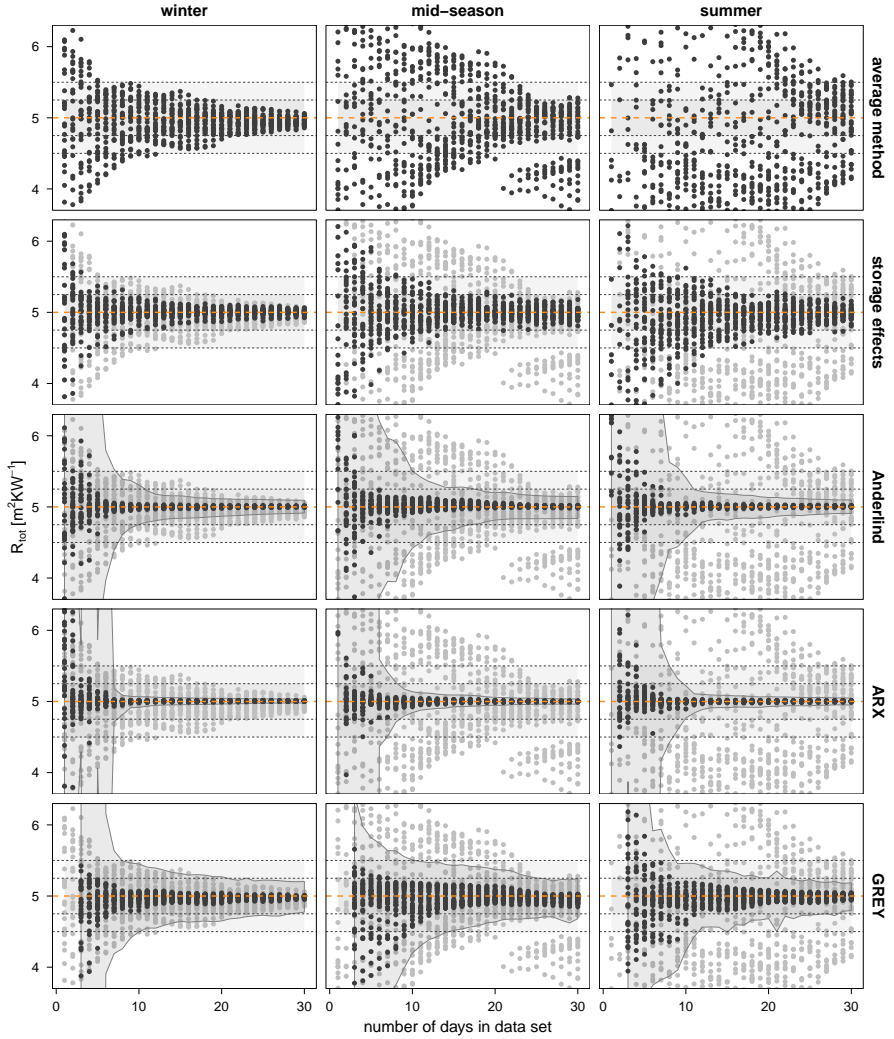 winter mid−season summer
6
5
4
average method
6
5
4
storage effects
6
5
4
Rtot [m²KW⁻¹]
Anderlind
6
5
4
ARX
6
5
4
GREY
0 10 20 30 0 10 20 30 0 10 20 30
number of days in data set